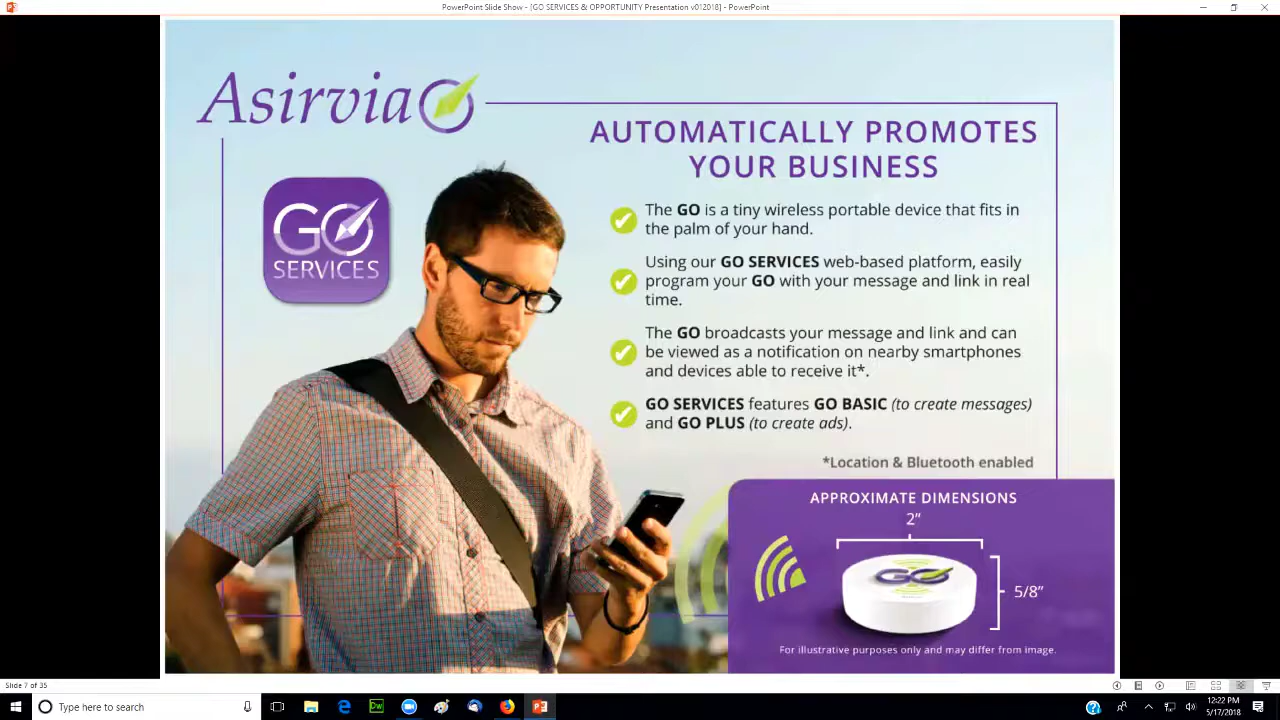 PowerPoint Slide Show - [GO SERVICES & OPPORTUNITY Presentation v012018] - PowerPoint
Asirvia
AUTOMATICALLY PROMOTES
YOUR BUSINESS
GO
SERVICES
The GO is a tiny wireless portable device that fits in
the palm of your hand.
Using our GO SERVICES web-based platform, easily
program your GO with your message and link in real
time.
The GO broadcasts your message and link and can
be viewed as a notification on nearby smartphones
and devices able to receive it*.
GO SERVICES features GO BASIC (to create messages)
and GO PLUS (to create ads).
*Location & Bluetooth enabled
APPROXIMATE DIMENSIONS
2”
GO
5/8”
For illustrative purposes only and may differ from image.
Slide 7 of 35
Type here to search
Dw
12:22 PM
5/17/2018